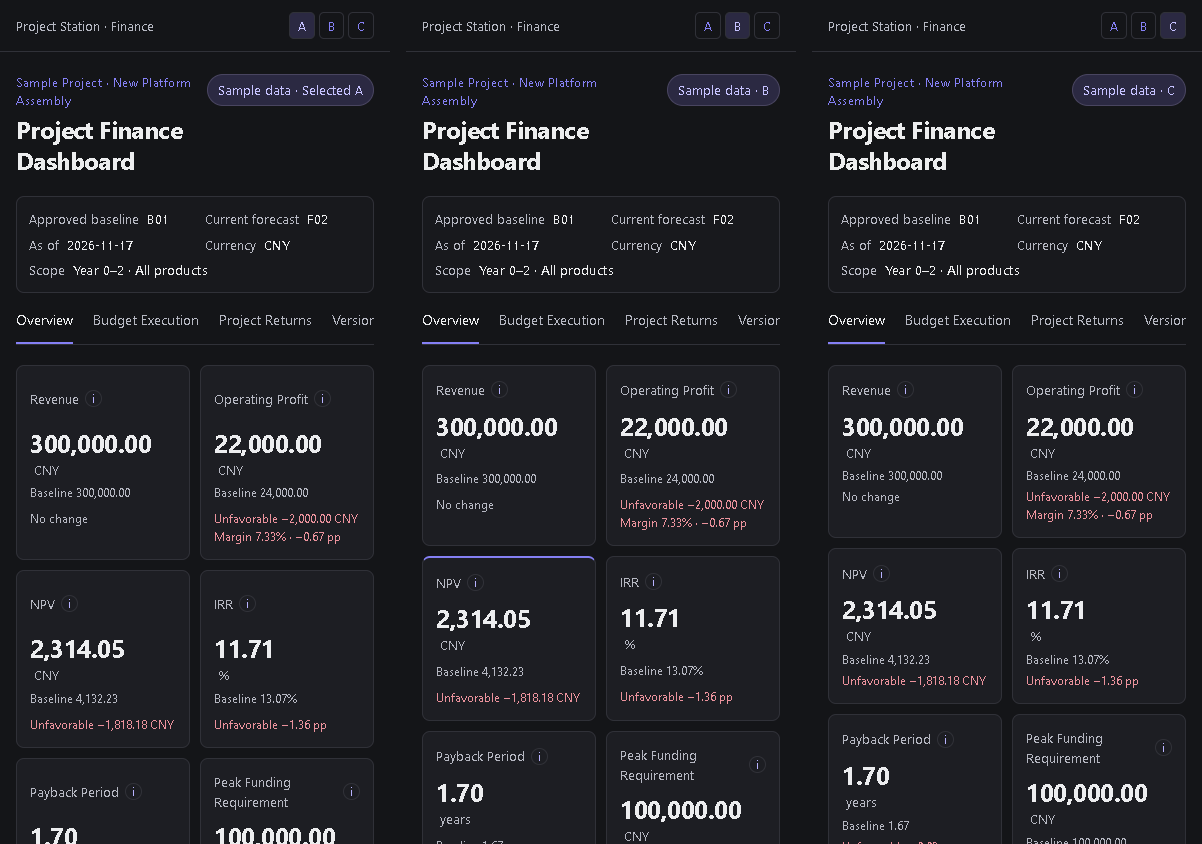 Project Station · Finance
A B C
Sample Project · New Platform
Assembly
Sample data · Selected A
Project Finance
Dashboard
Approved baseline B01
Current forecast F02
As of 2026-11-17
Currency CNY
Scope Year 0–2 · All products
Overview Budget Execution Project Returns Version
Revenue i
300,000.00
CNY
Baseline 300,000.00
No change
Operating Profit i
22,000.00
CNY
Baseline 24,000.00
Unfavorable −2,000.00 CNY
Margin 7.33% · −0.67 pp
NPV i
2,314.05
CNY
Baseline 4,132.23
Unfavorable −1,818.18 CNY
IRR i
11.71
%
Baseline 13.07%
Unfavorable −1.36 pp
Payback Period i
1.70
Peak Funding
Requirement i
100,000.00
Project Station · Finance
A B C
Sample Project · New Platform
Assembly
Sample data · B
Project Finance
Dashboard
Approved baseline B01
Current forecast F02
As of 2026-11-17
Currency CNY
Scope Year 0–2 · All products
Overview Budget Execution Project Returns Version
Revenue i
300,000.00
CNY
Baseline 300,000.00
No change
Operating Profit i
22,000.00
CNY
Baseline 24,000.00
Unfavorable −2,000.00 CNY
Margin 7.33% · −0.67 pp
NPV i
2,314.05
CNY
Baseline 4,132.23
Unfavorable −1,818.18 CNY
IRR i
11.71
%
Baseline 13.07%
Unfavorable −1.36 pp
Payback Period i
1.70
years
Baseline 1.67
Peak Funding
Requirement i
100,000.00
CNY
Project Station · Finance
A B C
Sample Project · New Platform
Assembly
Sample data · C
Project Finance
Dashboard
Approved baseline B01
Current forecast F02
As of 2026-11-17
Currency CNY
Scope Year 0–2 · All products
Overview Budget Execution Project Returns Version
Revenue i
300,000.00
CNY
Baseline 300,000.00
No change
Operating Profit i
22,000.00
CNY
Baseline 24,000.00
Unfavorable −2,000.00 CNY
Margin 7.33% · −0.67 pp
NPV i
2,314.05
CNY
Baseline 4,132.23
Unfavorable −1,818.18 CNY
IRR i
11.71
%
Baseline 13.07%
Unfavorable −1.36 pp
Payback Period i
1.70
years
Baseline 1.67
Peak Funding
Requirement i
100,000.00
CNY
Baseline 100,000.00